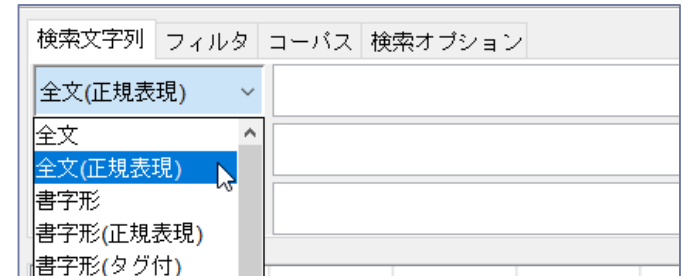 検索文字列 フィルタ コーパス 検索オプション
全文(正規表現)
全文
全文(正規表現)
書字形
書字形(正規表現)
書字形(タグ付)